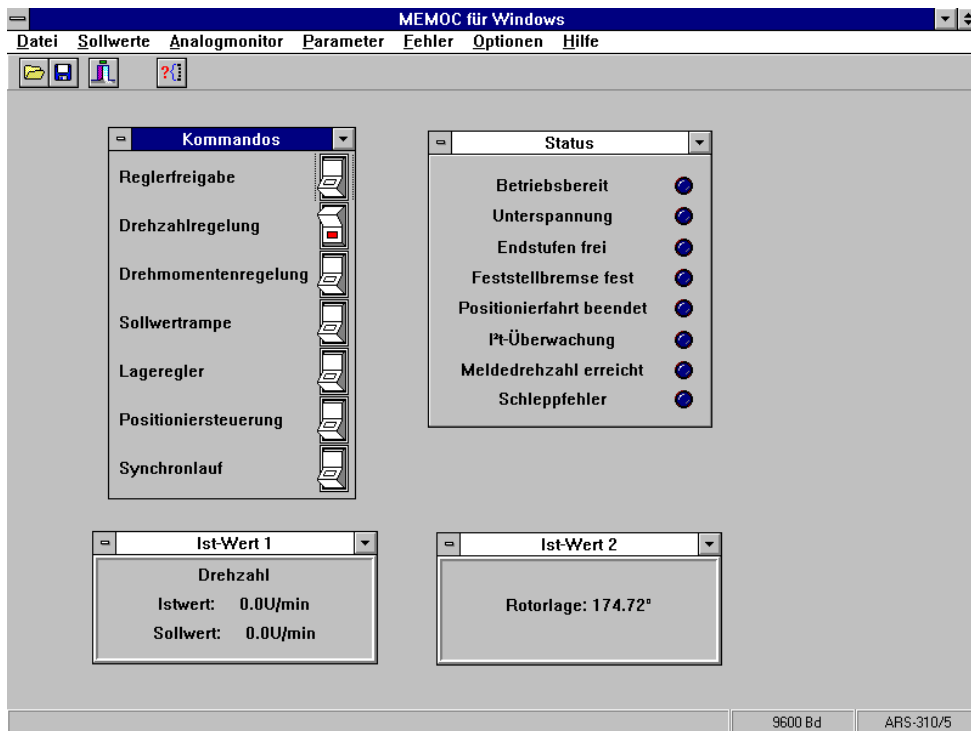 MEMOC für Windows
Datei Sollwerte Analogmonitor Parameter Fehler Optionen Hilfe
?{
Kommandos
Reglerfreigabe
Drehzahlregelung
Drehmomentenregelung
Sollwertrampe
Lageregler
Positioniersteuerung
Synchronlauf
Status
Betriebsbereit
Unterspannung
Endstufen frei
Feststellbremse fest
Positionierfahrt beendet
I²t-Überwachung
Meldedrehzahl erreicht
Schleppfehler
Ist-Wert 1
Drehzahl
Istwert: 0.0U/min
Sollwert: 0.0U/min
Ist-Wert 2
Rotorlage: 174.72°
9600 Bd ARS-310/5